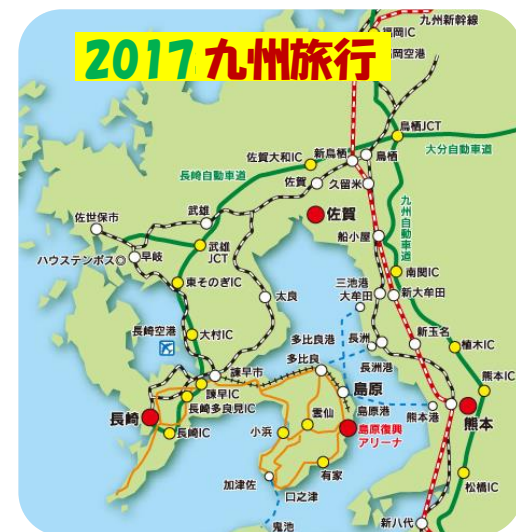 九州新幹線
福岡IC
福岡空港
2017 九州旅行
鳥栖JCT
大分自動車道
佐賀大和IC
新鳥栖
鳥栖
長崎自動車道
佐賀
久留米
九州自動車道
佐世保市
武雄
佐賀
船小屋
ハウステンボス◎
早岐
武雄
JCT
南関IC
東そのぎIC
太良
三池港
大牟田
新大牟田
長崎空港
大村IC
多比良港
多比良
長洲
新玉名
植木IC
諫早市
長洲港
熊本IC
諫早IC
長崎多良見IC
島原
島原港
熊本港
熊本
長崎
長崎IC
小浜
雲仙
島原復興
アリーナ
有家
加津佐
口之津
松橋IC
鬼池
新八代